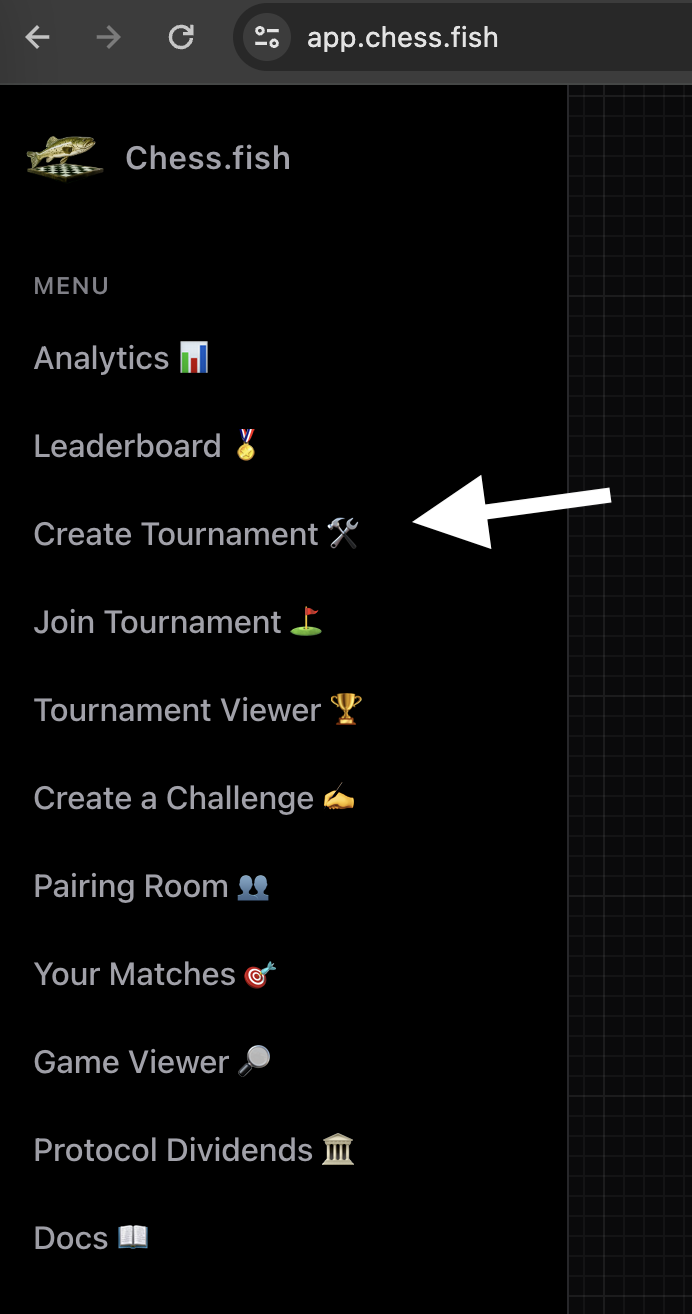 app.chess.fish
Chess.fish
MENU
Analytics 📊
Leaderboard 🏅
Create Tournament 🛠️
Join Tournament ⛳
Tournament Viewer 🏆
Create a Challenge ✍️
Pairing Room 👥
Your Matches 🎯
Game Viewer 🔎
Protocol Dividends 🏛️
Docs 📖